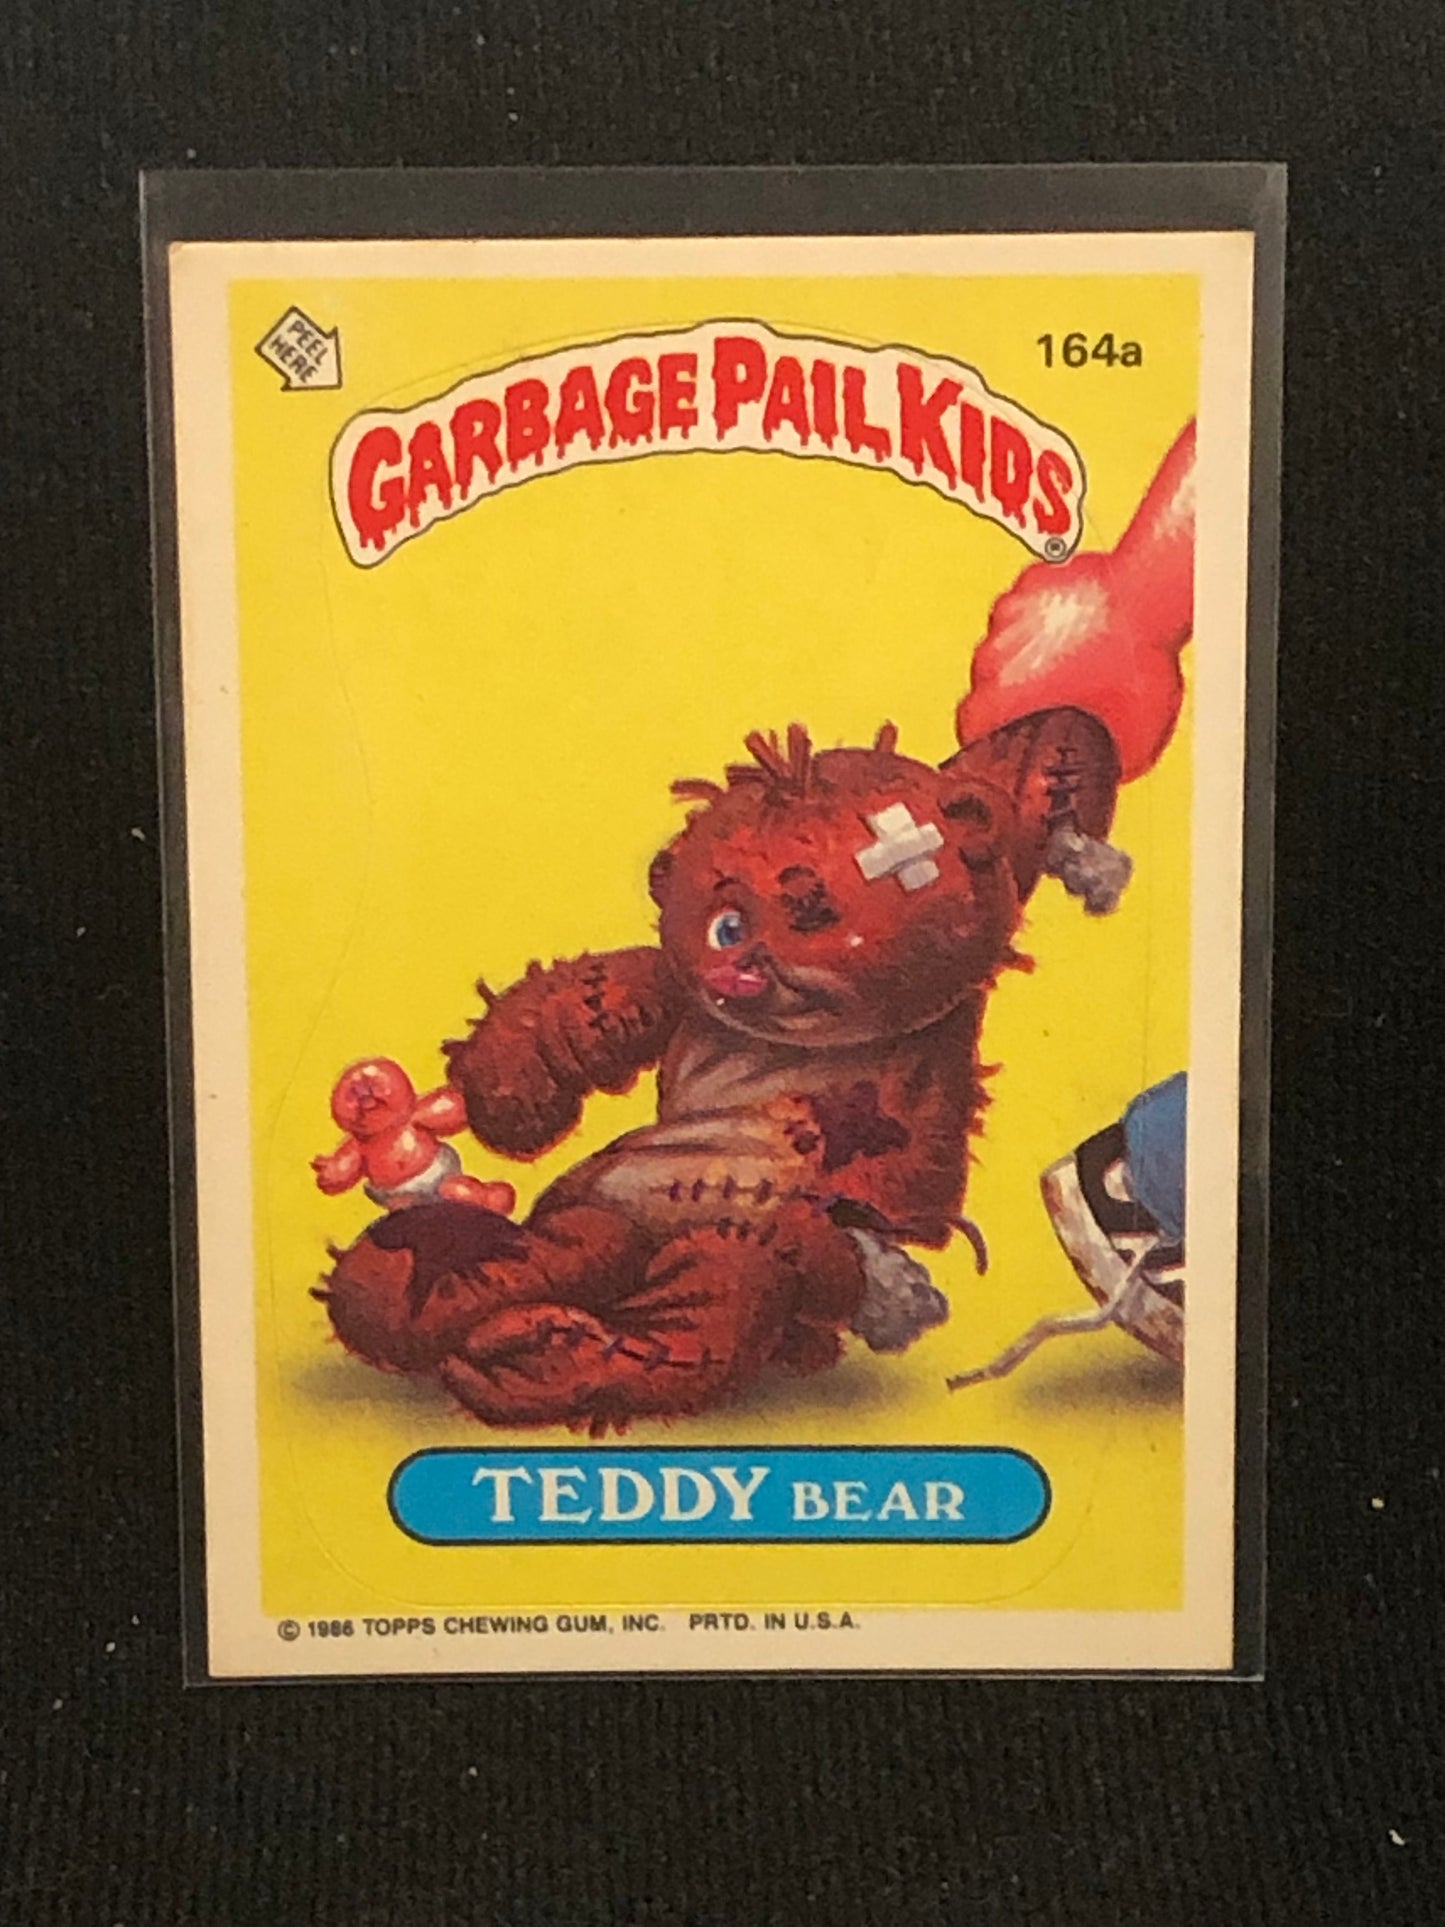 PEEL
HERE
164a
GARBAGE PAIL KIDS
®
TEDDY BEAR
© 1986 TOPPS CHEWING GUM, INC. PRTD. IN U.S.A.